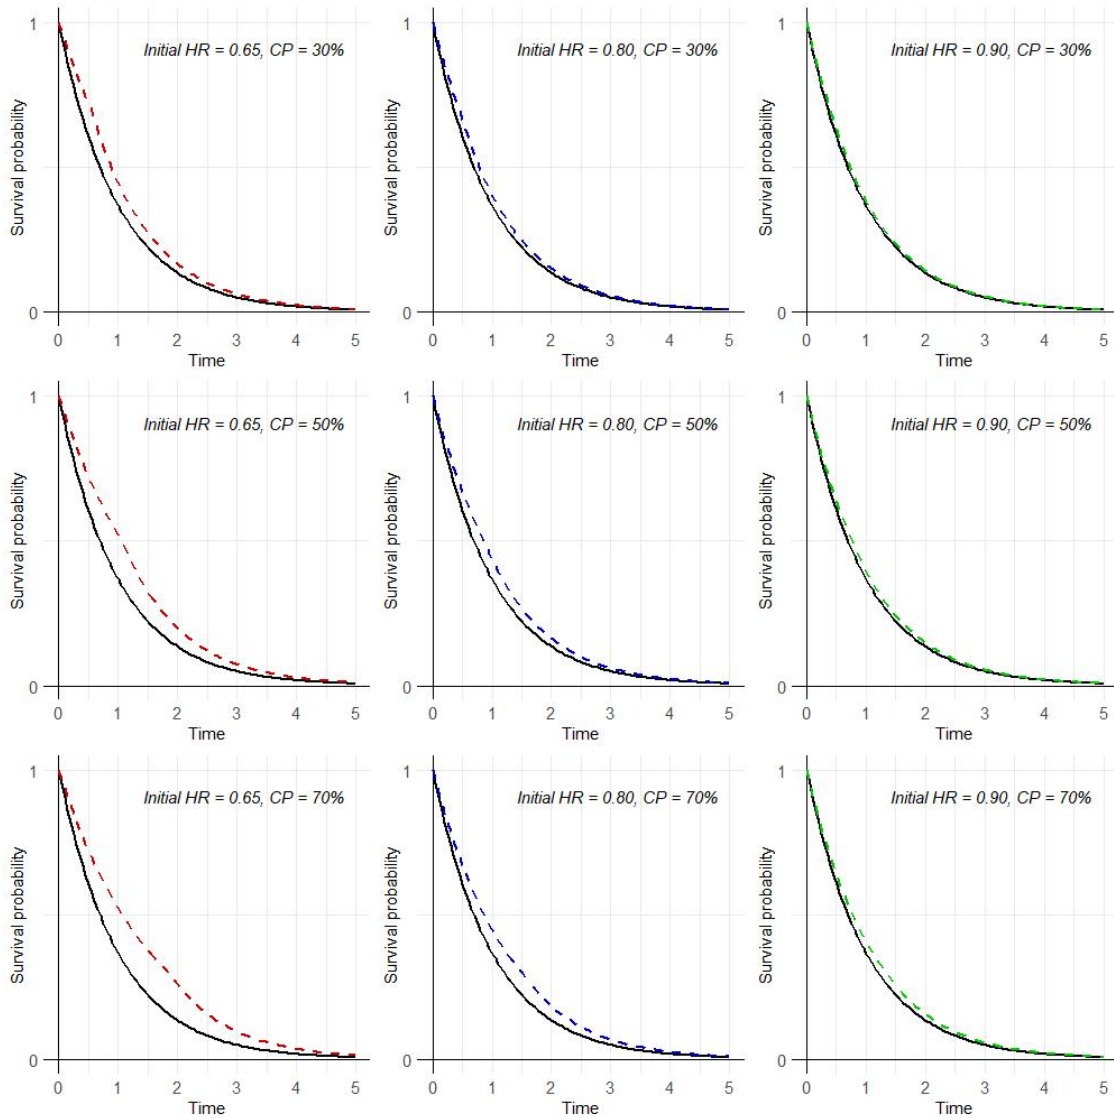 1
Initial HR = 0.65, CP = 30%
Survival probability
0
0 1 2 3 4 5
Time
1
Initial HR = 0.80, CP = 30%
Survival probability
0
0 1 2 3 4 5
Time
1
Initial HR = 0.90, CP = 30%
Survival probability
0
0 1 2 3 4 5
Time
1
Initial HR = 0.65, CP = 50%
Survival probability
0
0 1 2 3 4 5
Time
1
Initial HR = 0.80, CP = 50%
Survival probability
0
0 1 2 3 4 5
Time
1
Initial HR = 0.90, CP = 50%
Survival probability
0
0 1 2 3 4 5
Time
1
Initial HR = 0.65, CP = 70%
Survival probability
0
0 1 2 3 4 5
Time
1
Initial HR = 0.80, CP = 70%
Survival probability
0
0 1 2 3 4 5
Time
1
Initial HR = 0.90, CP = 70%
Survival probability
0
0 1 2 3 4 5
Time